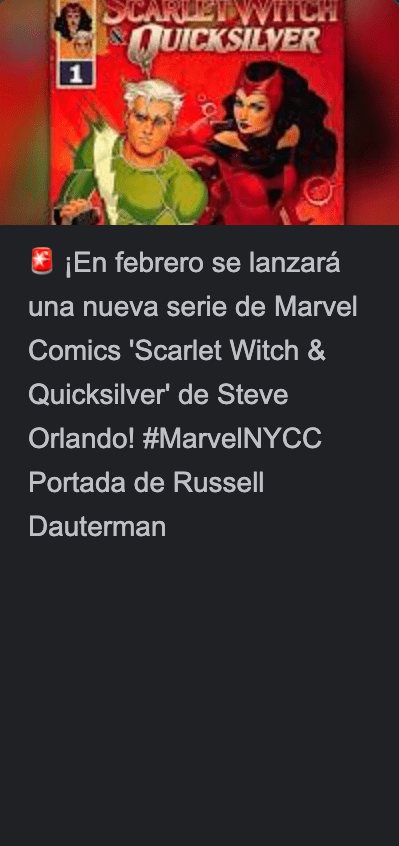 SCARLET WITCH
& QUICKSILVER
1
🚨 ¡En febrero se lanzará
una nueva serie de Marvel
Comics 'Scarlet Witch &
Quicksilver' de Steve
Orlando! #MarvelNYCC
Portada de Russell
Dauterman